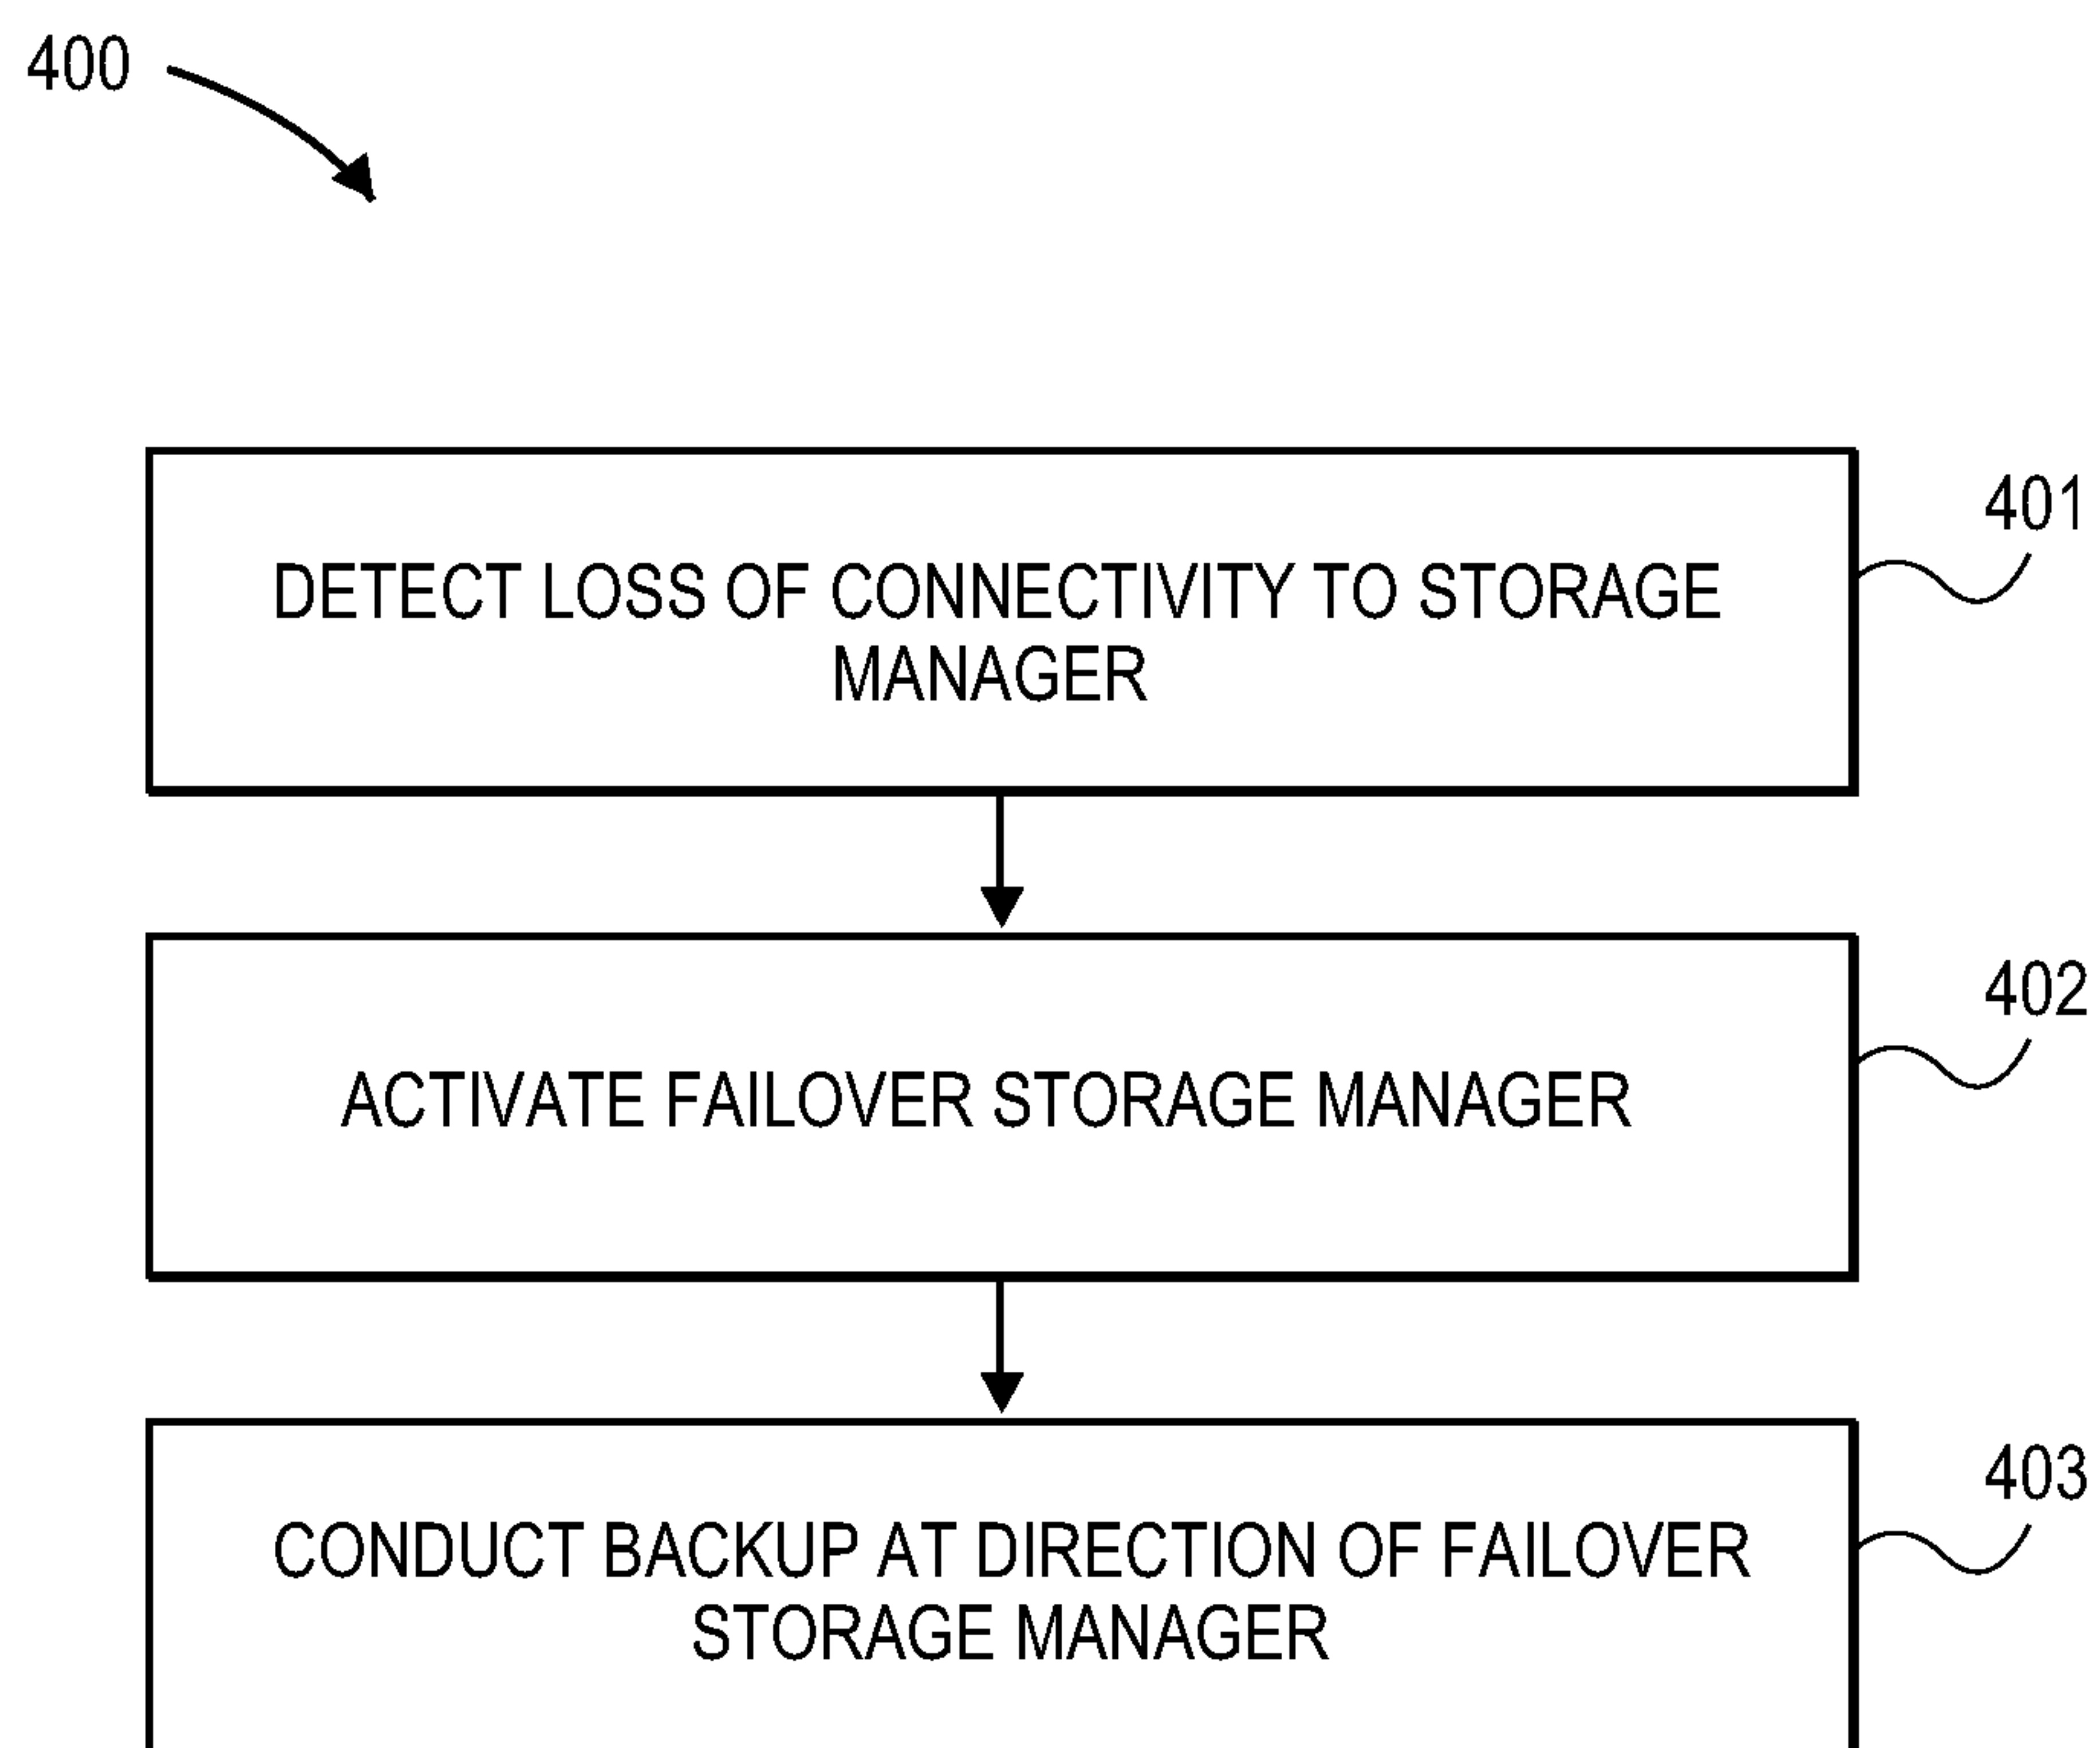 400
401
DETECT LOSS OF CONNECTIVITY TO STORAGE
MANAGER
402
ACTIVATE FAILOVER STORAGE MANAGER
403
CONDUCT BACKUP AT DIRECTION OF FAILOVER
STORAGE MANAGER